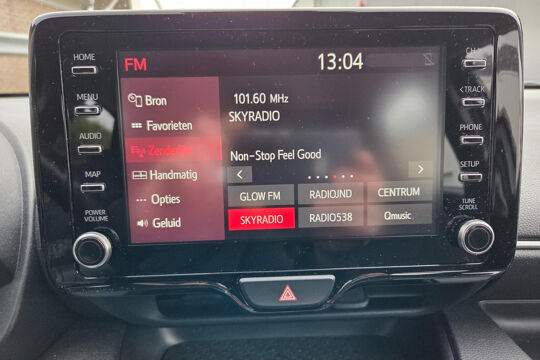 HOME
MENU
AUDIO
MAP
POWER
VOLUME
FM
13:04
Bron
Favorieten
Zenderlijst
Handmatig
Opties
Geluid
101.60 MHz
SKYRADIO
Non-Stop Feel Good
<
>
GLOW FM
RADIOJND
CENTRUM
SKYRADIO
RADIO538
Qmusic
CH>
<TRACK
PHONE
SETUP
TUNE
SCROLL